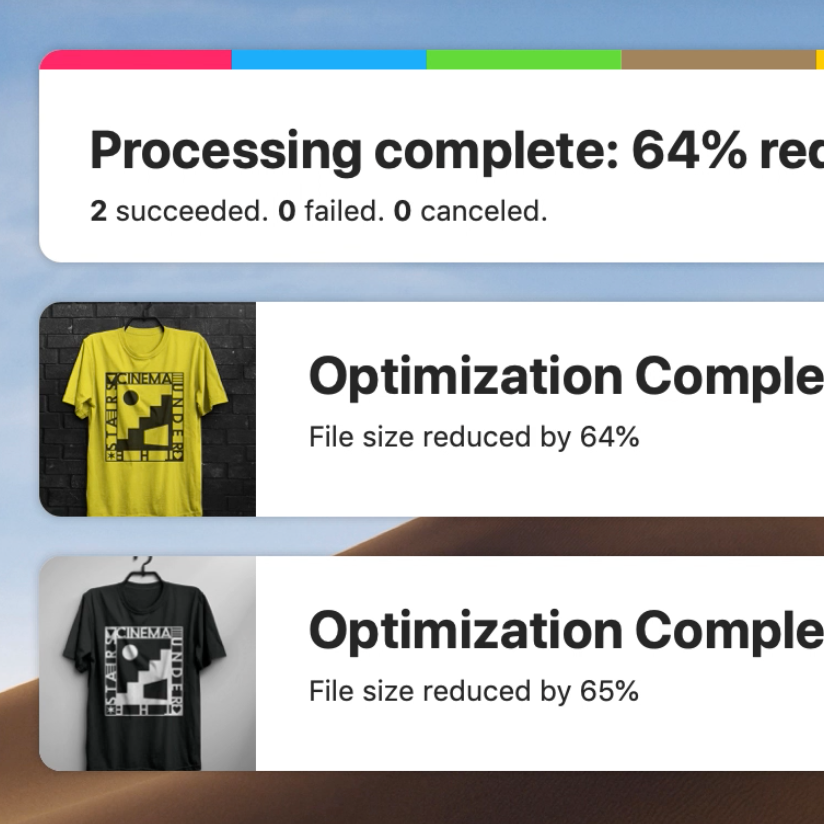 Processing complete: 64% red
2 succeeded. 0 failed. 0 canceled.
Optimization Comple
File size reduced by 64%
CINEMA
STAIRS
UNDER
Optimization Comple
File size reduced by 65%
CINEMA
STAIRS
UNDER